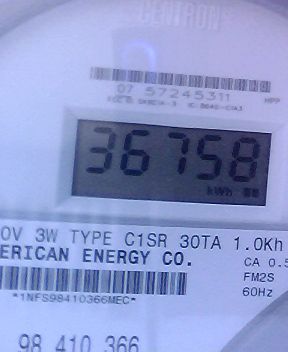 CENTRON
07 57245311 HPP
36758
kWh
0V 3W TYPE C1SR 30TA 1.0Kh
ERICAN ENERGY CO.
CA 0.5
FM2S
*1NFS98410366MEC*
60Hz
98 410 366